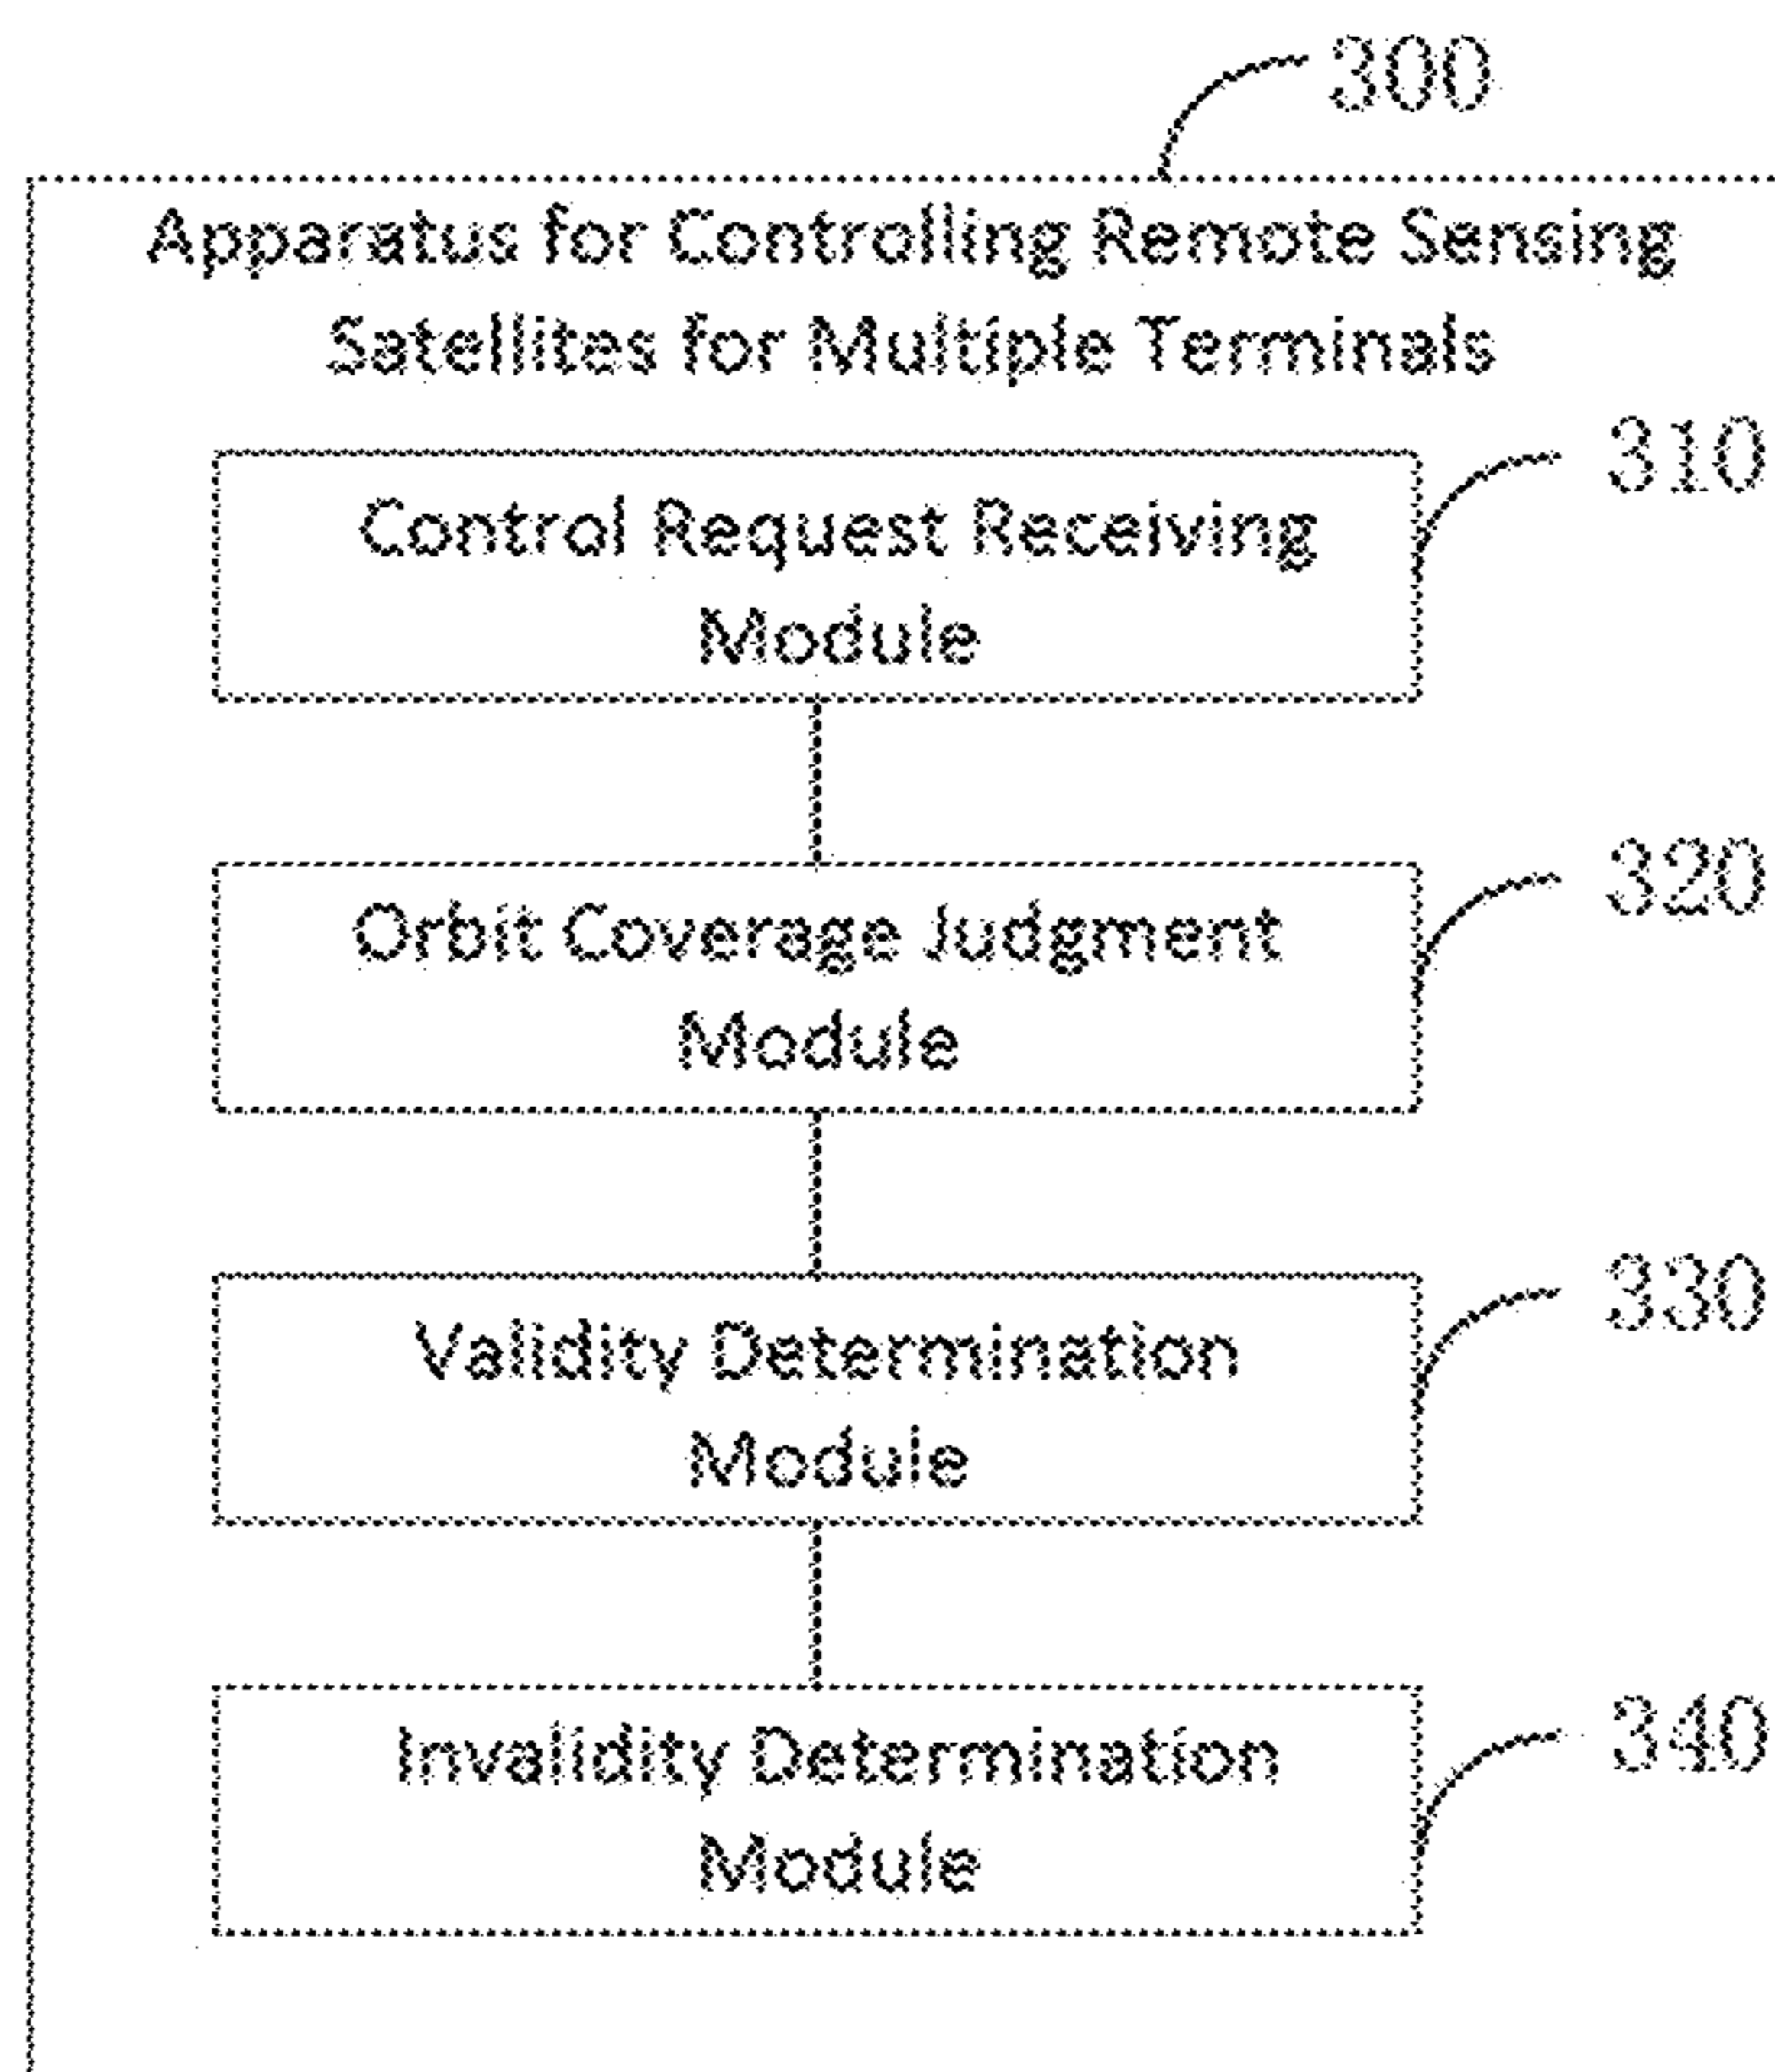 300
Apparatus for Controlling Remote Sensing
Satellites for Multiple Terminals
310
Control Request Receiving
Module
320
Orbit Coverage Judgment
Module
330
Validity Determination
Module
340
Invalidity Determination
Module